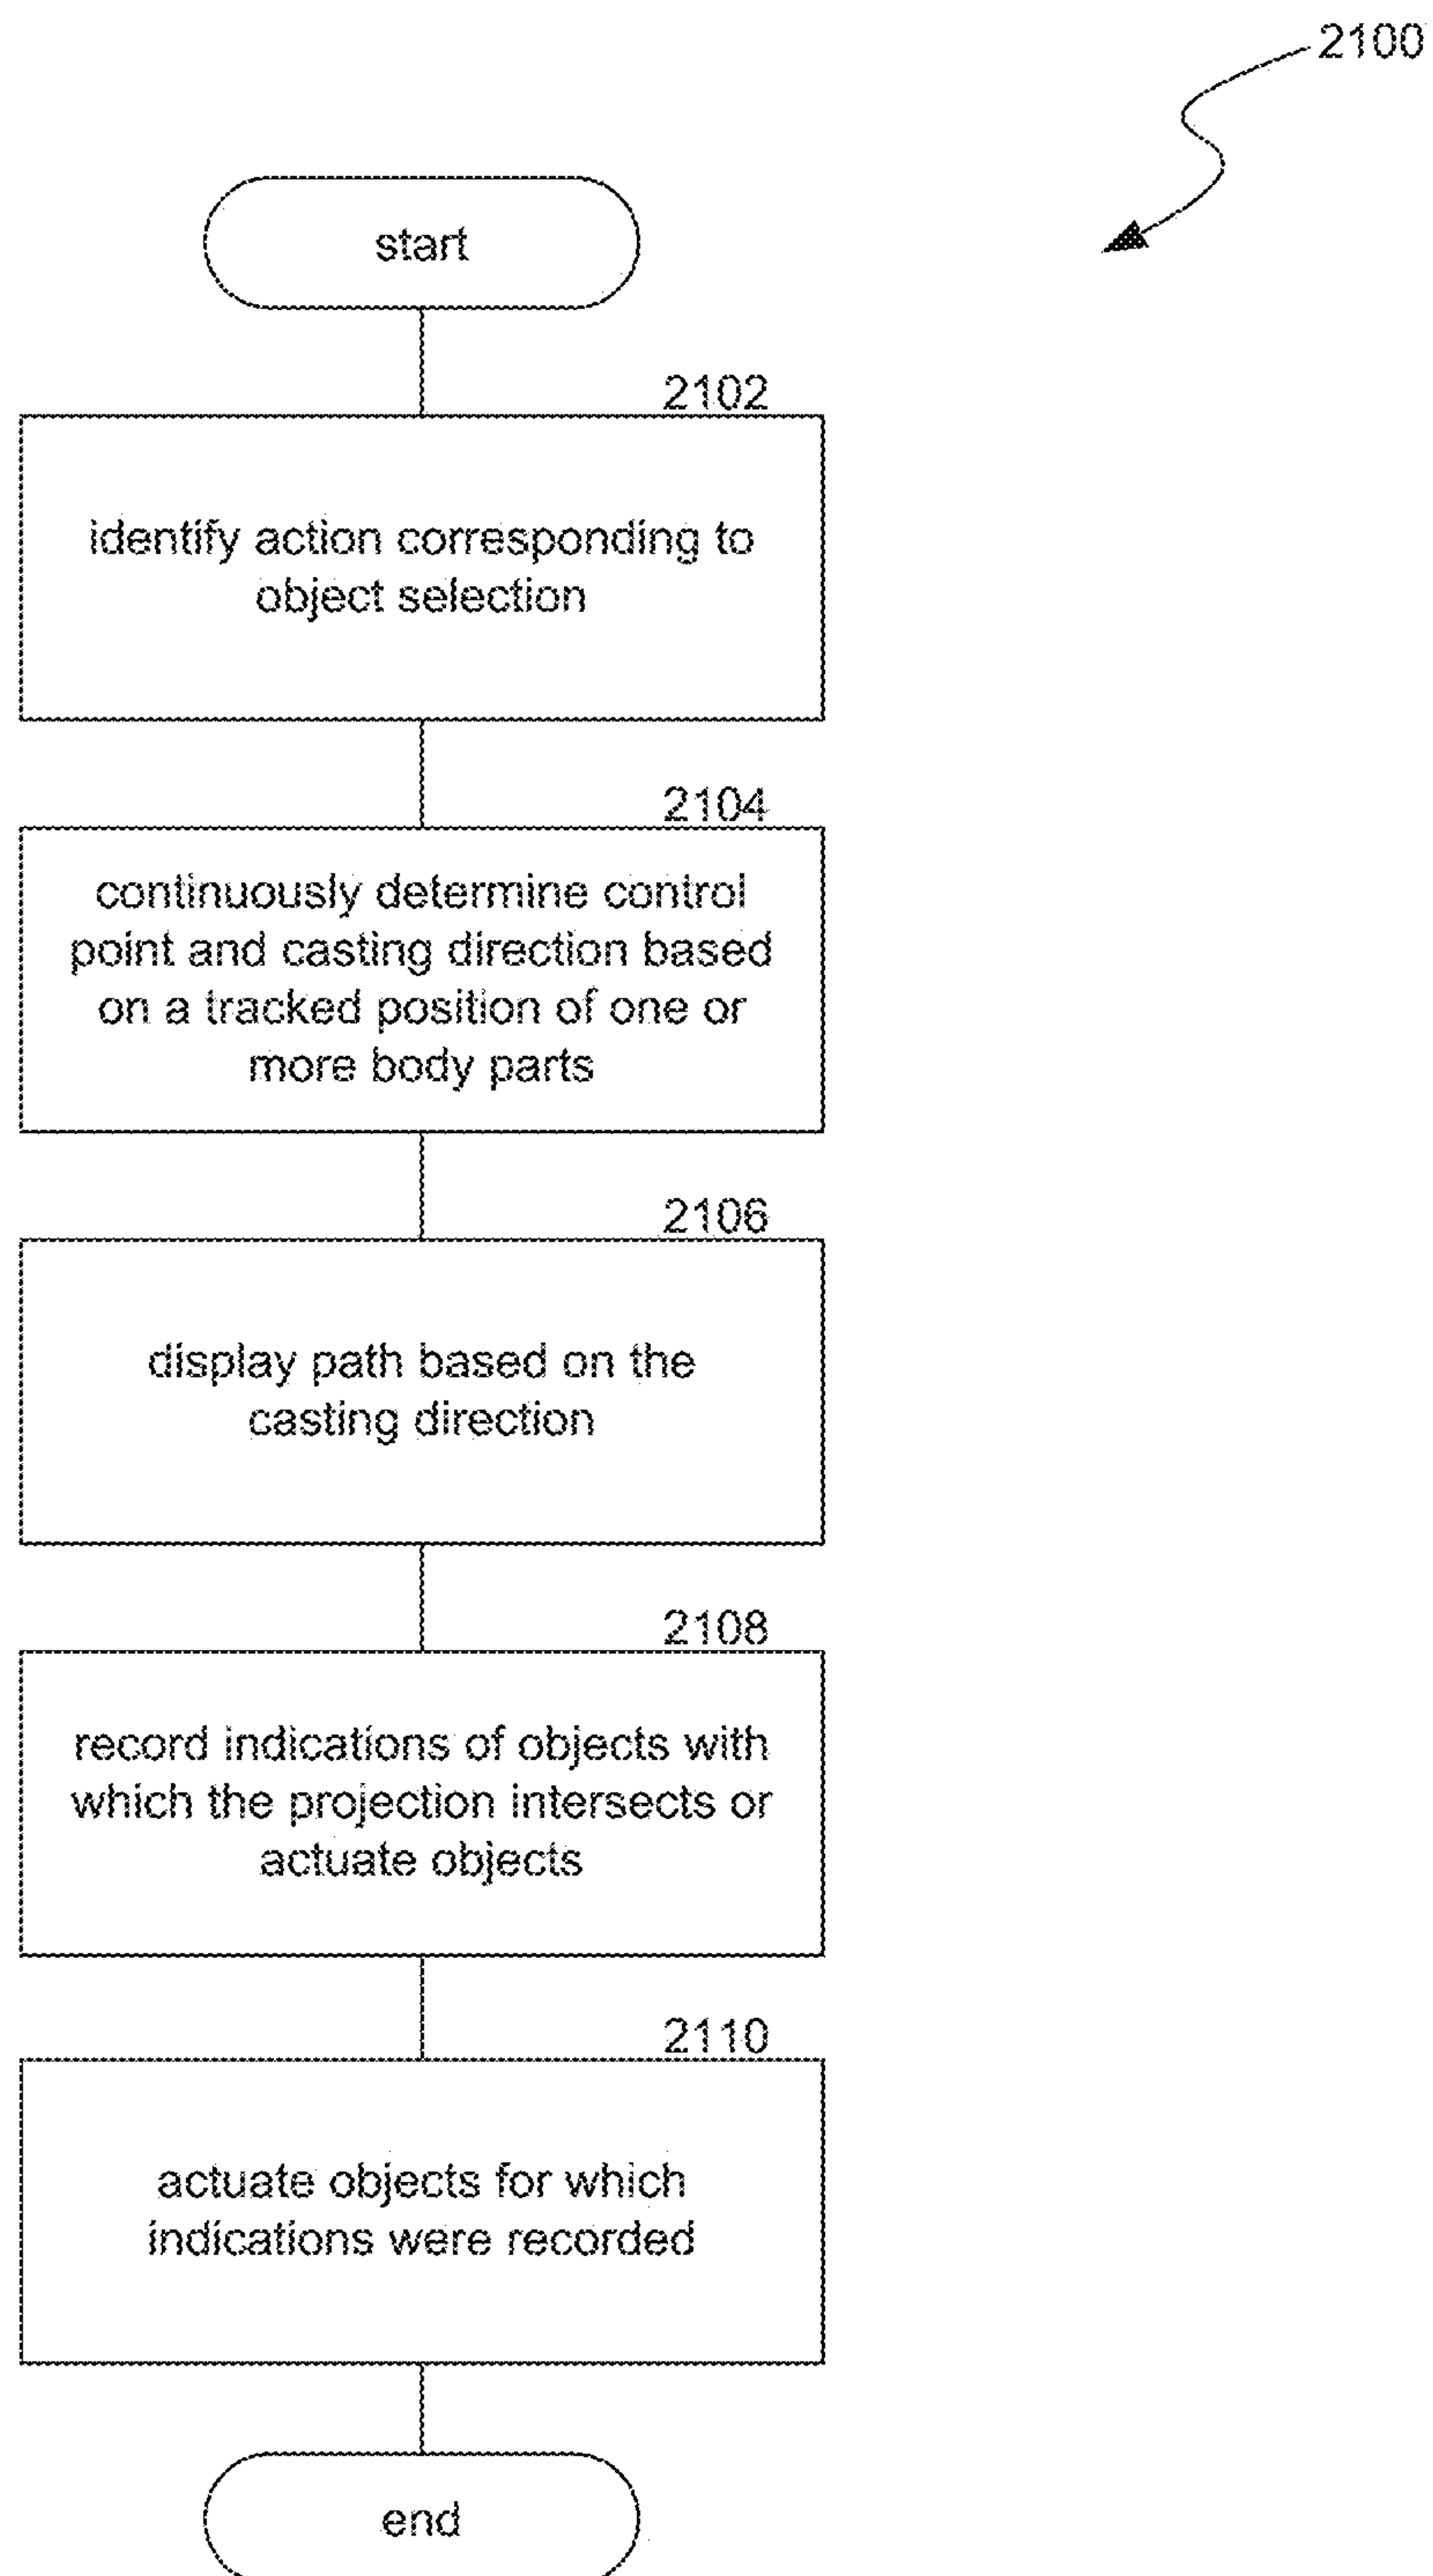 2100
start
2102
identify action corresponding to
object selection
2104
continuously determine control
point and casting direction based
on a tracked position of one or
more body parts
2106
display path based on the
casting direction
2108
record indications of objects with
which the projection intersects or
actuate objects
2110
actuate objects for which
indications were recorded
end